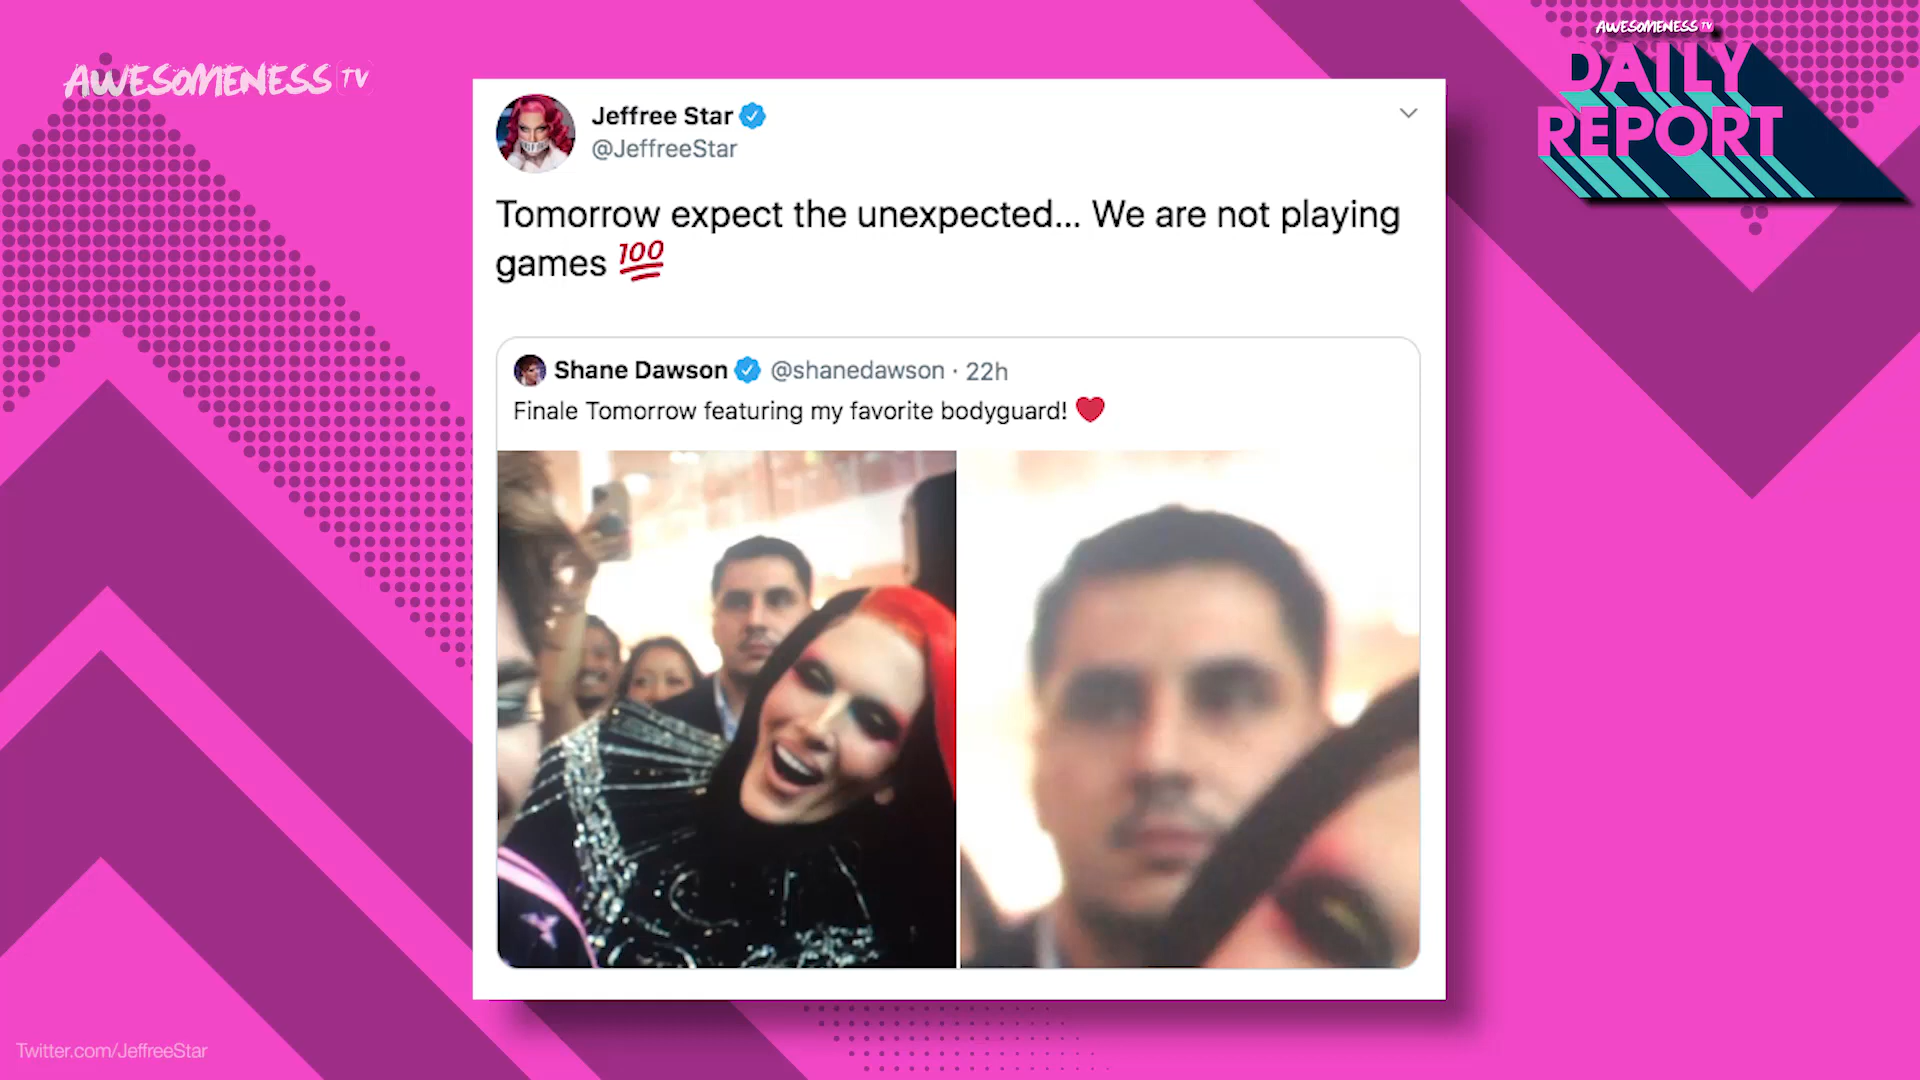 AWESOMENESS TV
AWESOMENESS TV
DAILY
REPORT
Jeffree Star
@JeffreeStar
Tomorrow expect the unexpected... We are not playing
games 💯
Shane Dawson @shanedawson · 22h
Finale Tomorrow featuring my favorite bodyguard! ❤️
Twitter.com/JeffreeStar